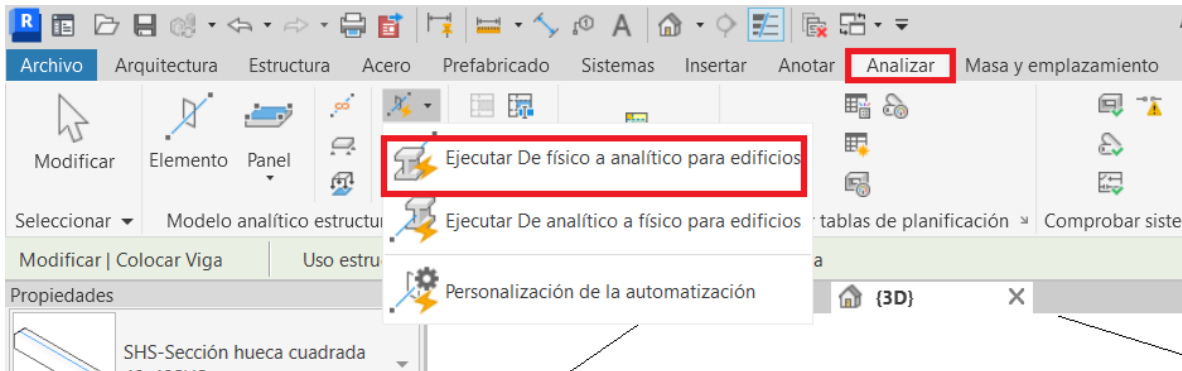 R
A
Archivo Arquitectura Estructura Acero Prefabricado Sistemas Insertar Anotar Analizar Masa y emplazamiento
Modificar Elemento Panel
Ejecutar De físico a analítico para edificios
Seleccionar Modelo analítico estructu Ejecutar De analítico a físico para edificios tablas de planificación Comprobar siste
Modificar | Colocar Viga Uso estru a
Personalización de la automatización
Propiedades {3D}
SHS-Sección hueca cuadrada